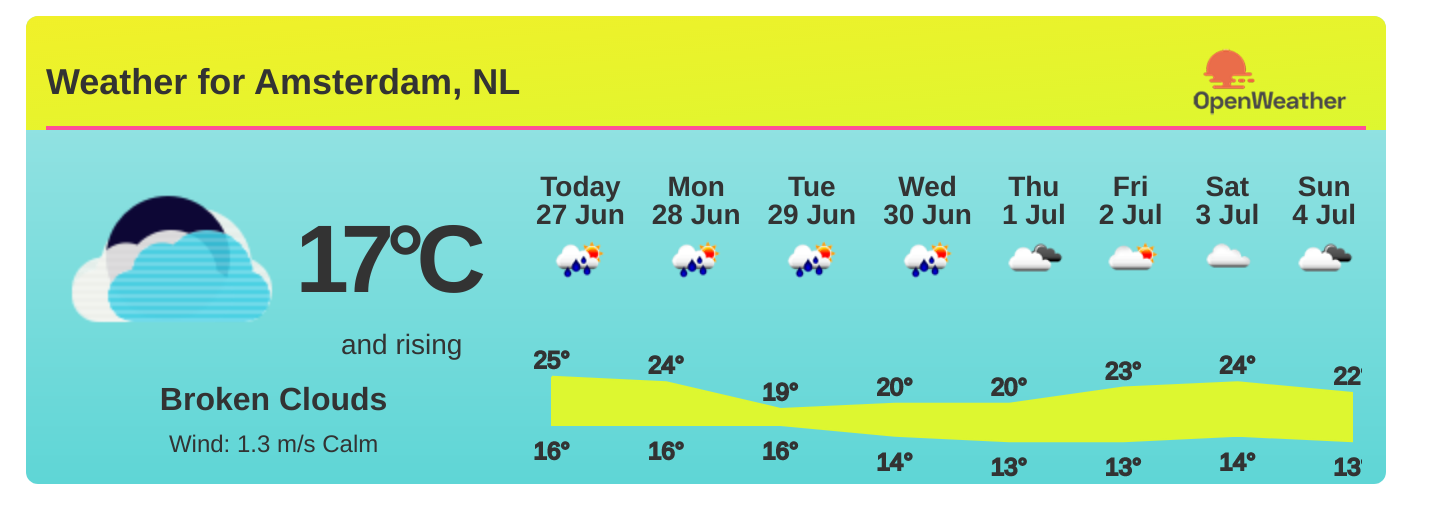 Weather for Amsterdam, NL
OpenWeather
17°C
and rising
Broken Clouds
Wind: 1.3 m/s Calm
Today Mon Tue Wed Thu Fri Sat Sun
27 Jun 28 Jun 29 Jun 30 Jun 1 Jul 2 Jul 3 Jul 4 Jul
25° 24° 19° 20° 20° 23° 24° 22°
16° 16° 16° 14° 13° 13° 14° 13°